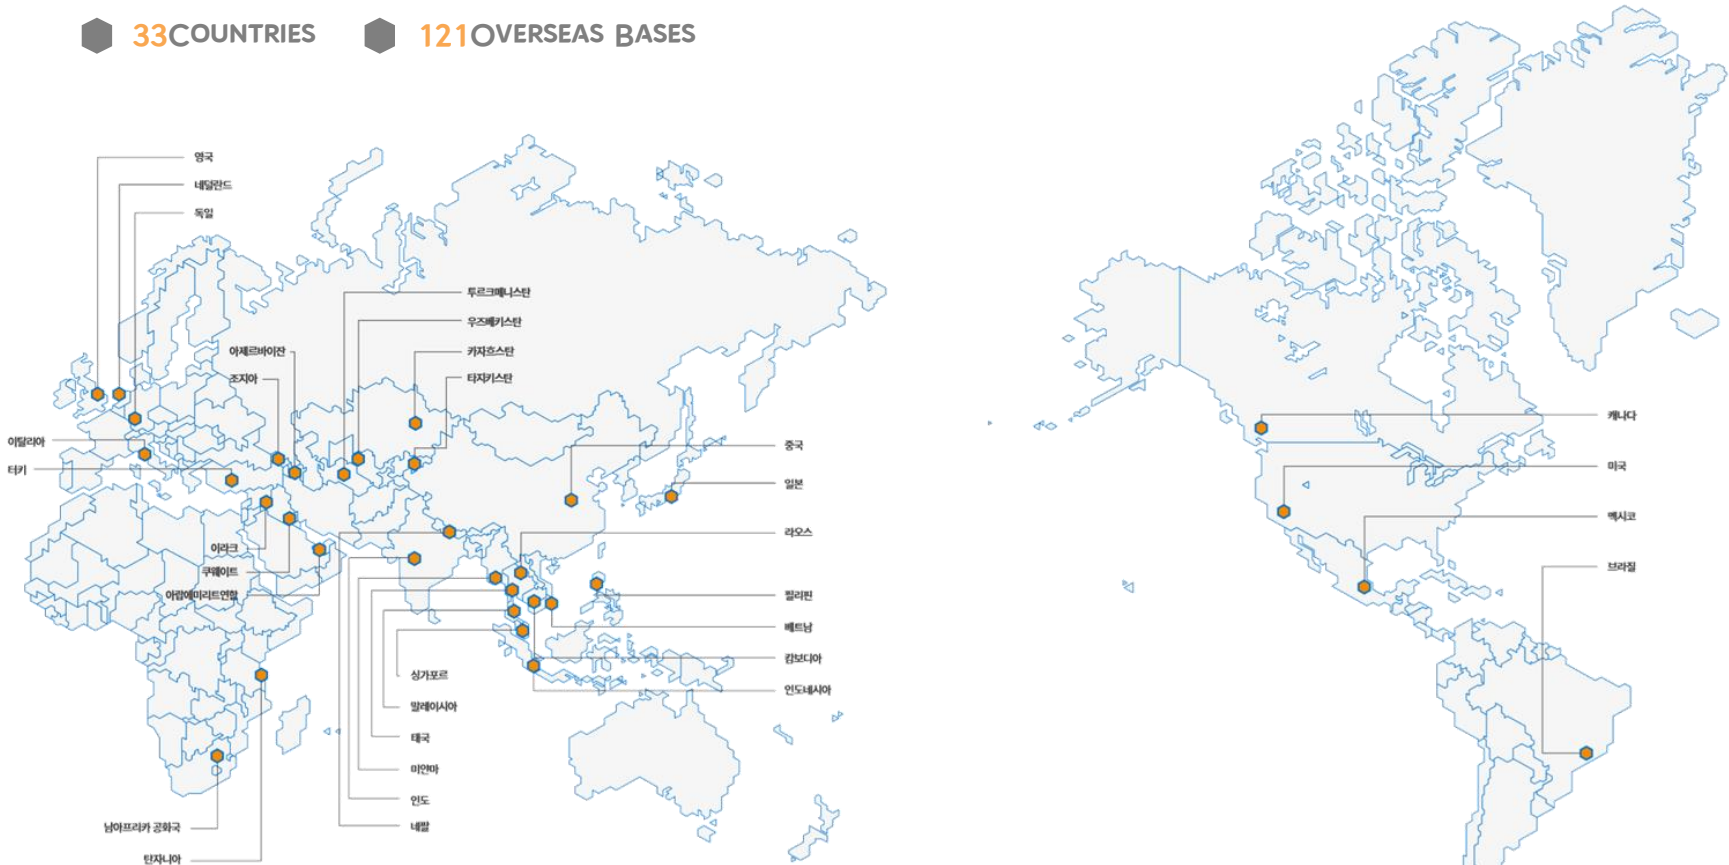 33COUNTRIES
121OVERSEAS BASES
영국
네덜란드
독일
투르크메니스탄
우즈베키스탄
아제르바이잔
카자흐스탄
조지아
타지키스탄
캐나다
이탈리아
중국
터키
미국
일본
멕시코
라오스
이라크
브라질
쿠웨이트
아랍에미리트연합
필리핀
베트남
캄보디아
싱가포르
인도네시아
말레이시아
태국
미얀마
인도
네팔
남아프리카 공화국
탄자니아